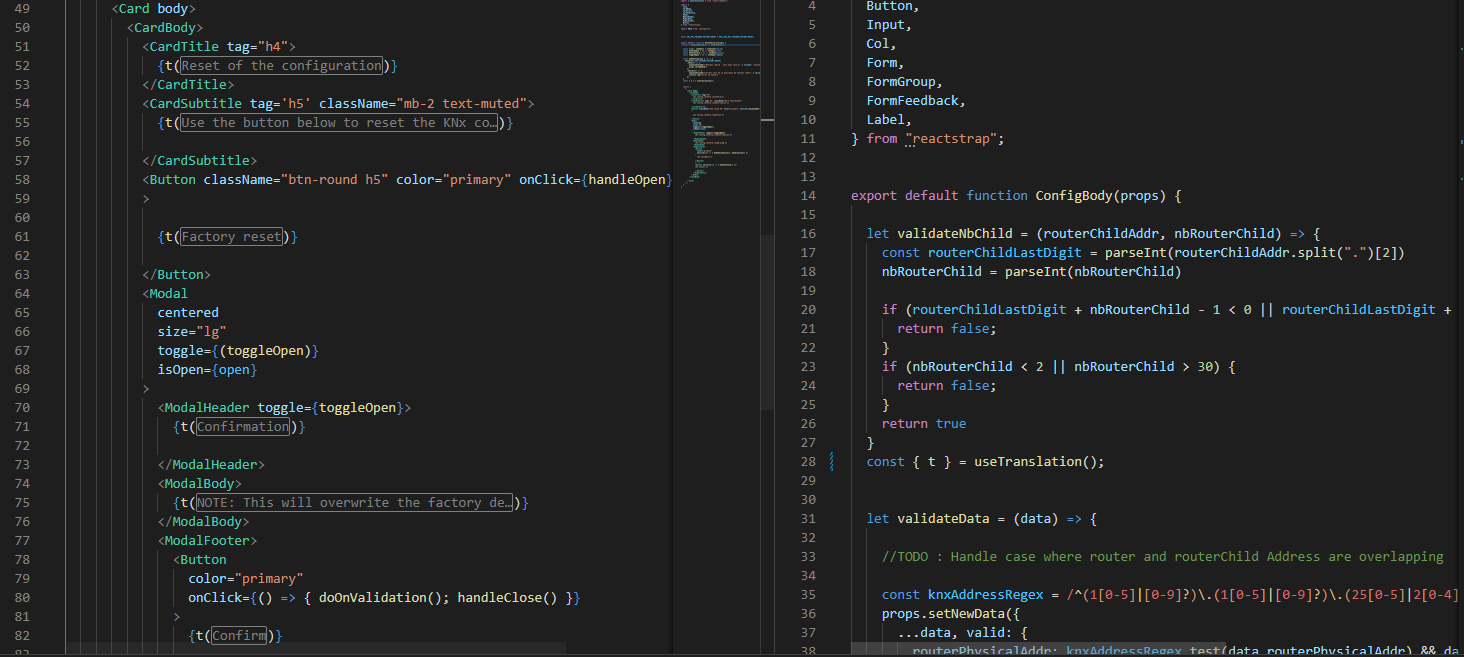 49 <Card body>
50 <CardBody>
51 <CardTitle tag="h4">
52 {t(Reset of the configuration)}
53 </CardTitle>
54 <CardSubtitle tag='h5' className="mb-2 text-muted">
55 {t(Use the button below to reset the KNx co…)}
56
57 </CardSubtitle>
58 <Button className="btn-round h5" color="primary" onClick={handleOpen}
59 >
60
61 {t(Factory reset)}
62
63 </Button>
64 <Modal
65 centered
66 size="lg"
67 toggle={(toggleOpen)}
68 isOpen={open}
69 >
70 <ModalHeader toggle={toggleOpen}>
71 {t(Confirmation)}
72
73 </ModalHeader>
74 <ModalBody>
75 {t(NOTE: This will overwrite the factory de…)}
76 </ModalBody>
77 <ModalFooter>
78 <Button
79 color="primary"
80 onClick={() => { doOnValidation(); handleClose() }}
81 >
82 {t(Confirm)}
4 Button,
5 Input,
6 Col,
7 Form,
8 FormGroup,
9 FormFeedback,
10 Label,
11 } from "reactstrap";
12
13
14 export default function ConfigBody(props) {
15
16 let validateNbChild = (routerChildAddr, nbRouterChild) => {
17 const routerChildLastDigit = parseInt(routerChildAddr.split(".")[2])
18 nbRouterChild = parseInt(nbRouterChild)
19
20 if (routerChildLastDigit + nbRouterChild - 1 < 0 || routerChildLastDigit +
21 return false;
22 }
23 if (nbRouterChild < 2 || nbRouterChild > 30) {
24 return false;
25 }
26 return true
27 }
28 const { t } = useTranslation();
29
30
31 let validateData = (data) => {
32
33 //TODO : Handle case where router and routerChild Address are overlapping
34
35 const knxAddressRegex = /^(1[0-5]|[0-9]?)\.(1[0-5]|[0-9]?)\.(25[0-5]|2[0-4]
36 props.setNewData({
37 ...data, valid: {
38 routerPhysicalAddr: knxAddressRegex.test(data.routerPhysicalAddr) && da